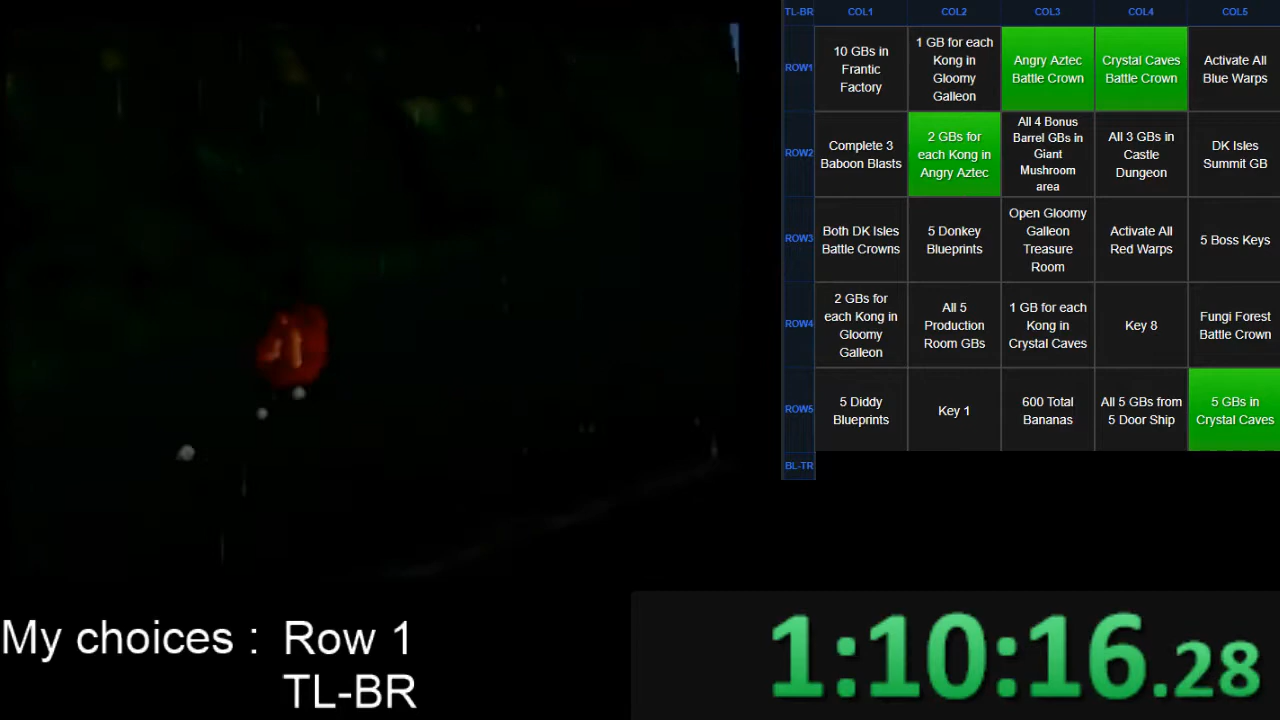 TL-BR COL1 COL2 COL3 COL4 COL5
ROW1
10 GBs in
Frantic
Factory
1 GB for each
Kong in
Gloomy
Galleon
Angry Aztec
Battle Crown
Crystal Caves
Battle Crown
Activate All
Blue Warps
ROW2
Complete 3
Baboon Blasts
2 GBs for
each Kong in
Angry Aztec
All 4 Bonus
Barrel GBs in
Giant
Mushroom
area
All 3 GBs in
Castle
Dungeon
DK Isles
Summit GB
ROW3
Both DK Isles
Battle Crowns
5 Donkey
Blueprints
Open Gloomy
Galleon
Treasure
Room
Activate All
Red Warps
5 Boss Keys
ROW4
2 GBs for
each Kong in
Gloomy
Galleon
All 5
Production
Room GBs
1 GB for each
Kong in
Crystal Caves
Key 8
Fungi Forest
Battle Crown
ROW5
5 Diddy
Blueprints
Key 1
600 Total
Bananas
All 5 GBs from
5 Door Ship
5 GBs in
Crystal Caves
BL-TR
My choices : Row 1
TL-BR
1:10:16.28